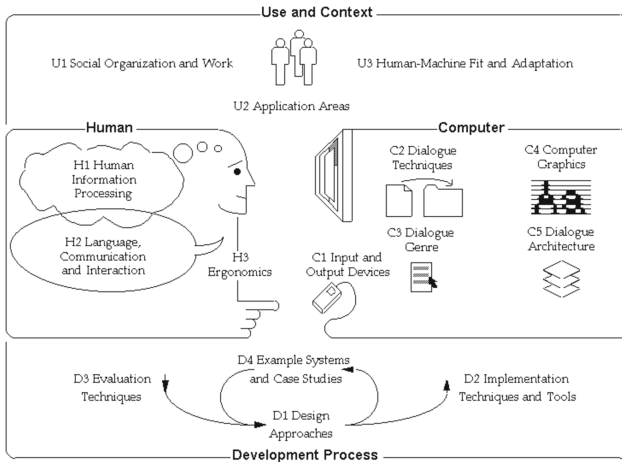 Use and Context
U1 Social Organization and Work
U3 Human-Machine Fit and Adaptation
U2 Application Areas
Human
H1 Human
Information
Processing
H2 Language,
Communication
and Interaction
H3
Ergonomics
Computer
C2 Dialogue
Techniques
C4 Computer
Graphics
C3 Dialogue
Genre
C5 Dialogue
Architecture
C1 Input and
Output Devices
D3 Evaluation
Techniques
D4 Example Systems
and Case Studies
D2 Implementation
Techniques and Tools
D1 Design
Approaches
Development Process